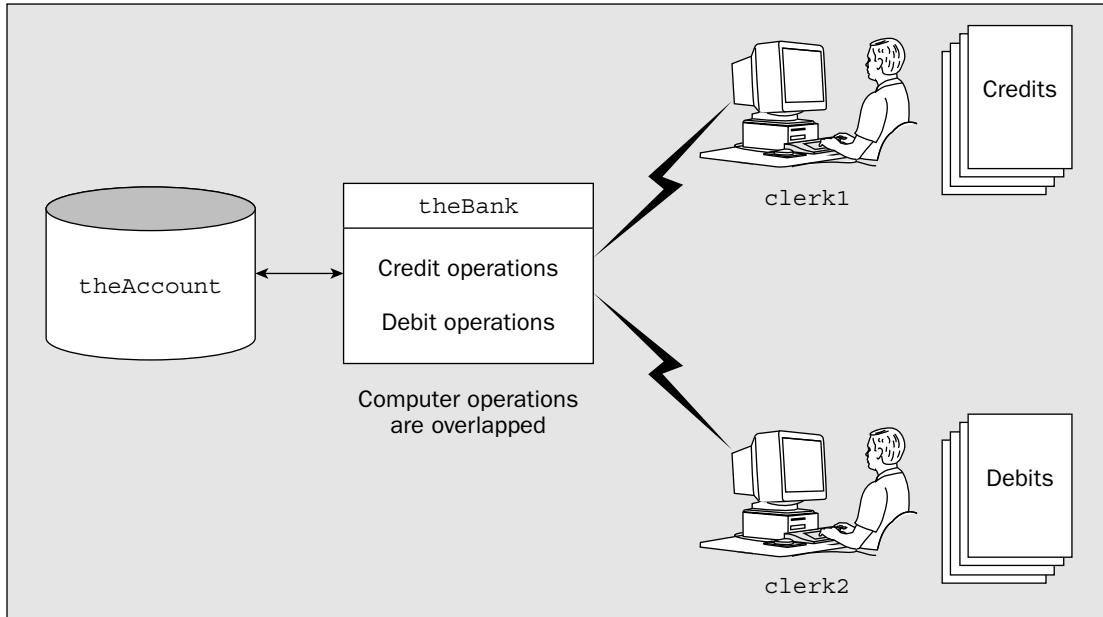 theAccount
theBank
Credit operations
Debit operations
Computer operations
are overlapped
clerk1
Credits
clerk2
Debits